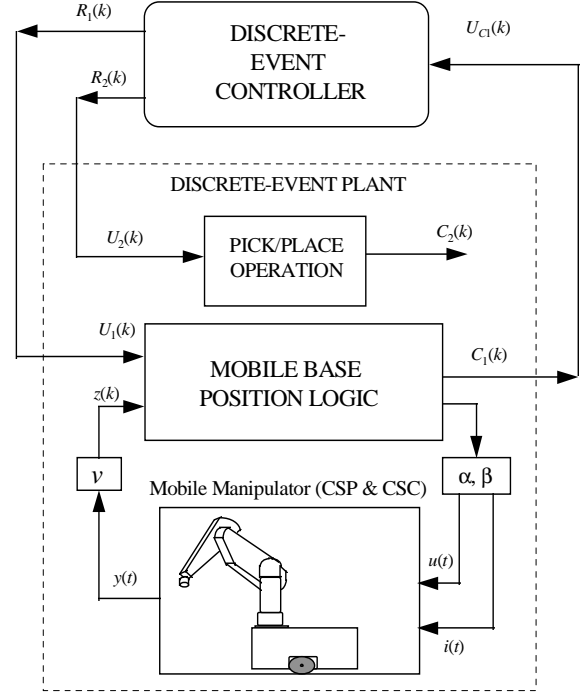 R1(k)
DISCRETE-
EVENT
CONTROLLER
UC1(k)
R2(k)
DISCRETE-EVENT PLANT
U2(k)
PICK/PLACE
OPERATION
C2(k)
U1(k)
MOBILE BASE
POSITION LOGIC
C1(k)
z(k)
ν
α, β
Mobile Manipulator (CSP & CSC)
u(t)
y(t)
i(t)